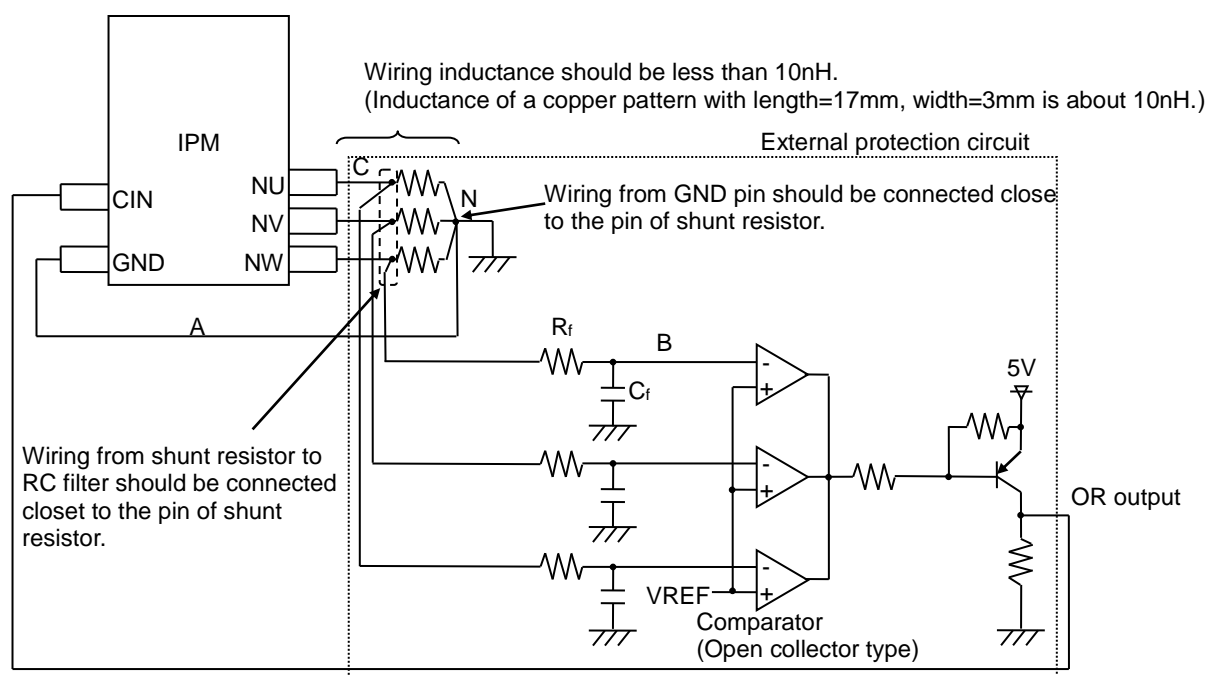 Wiring inductance should be less than 10nH.
(Inductance of a copper pattern with length=17mm, width=3mm is about 10nH.)
External protection circuit
IPM
C
NU
CIN
N
Wiring from GND pin should be connected close
to the pin of shunt resistor.
NV
GND
NW
A
Rf
B
5V
Cf
Wiring from shunt resistor to
RC filter should be connected
closet to the pin of shunt
resistor.
-
+
-
+
-
+
OR output
VREF
Comparator
(Open collector type)